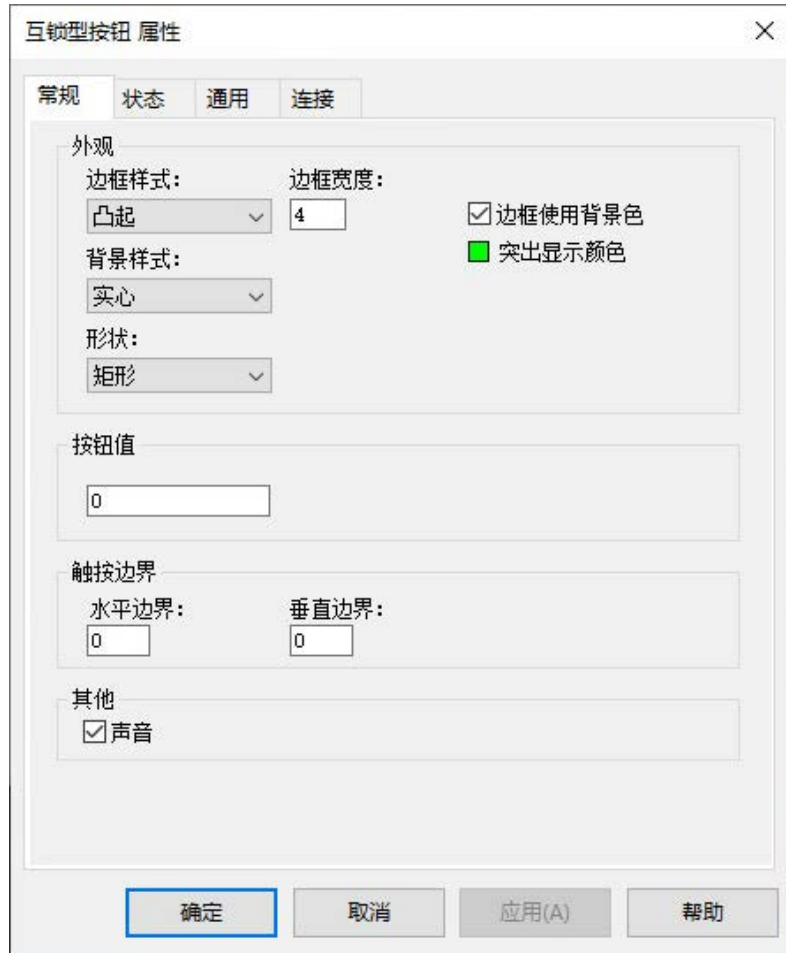 互锁型按钮 属性
常规 状态 通用 连接
外观
边框样式: 边框宽度:
凸起 4 边框使用背景色
突出显示颜色
背景样式:
实心
形状:
矩形
按钮值
0
触按边界
水平边界: 垂直边界:
0 0
其他
声音
确定 取消 应用(A) 帮助